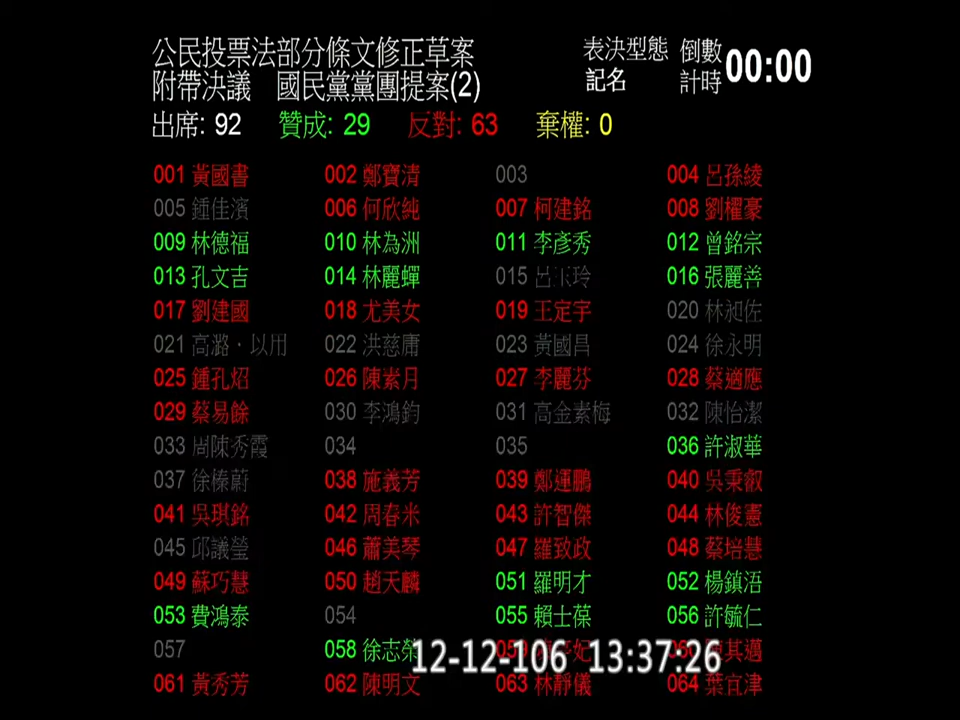 公民投票法部分條文修正草案 表決型態 倒數 00:00
附帶決議 國民黨黨團提案(2) 記名 計時
出席: 92 贊成: 29 反對: 63 棄權: 0
001 黃國書 002 鄭寶清 003 004 呂孫綾
005 鍾佳濱 006 何欣純 007 柯建銘 008 劉櫂豪
009 林德福 010 林為洲 011 李彥秀 012 曾銘宗
013 孔文吉 014 林麗蟬 015 呂玉玲 016 張麗善
017 劉建國 018 尤美女 019 王定宇 020 林昶佐
021 高潞．以用 022 洪慈庸 023 黃國昌 024 徐永明
025 鍾孔炤 026 陳素月 027 李麗芬 028 蔡適應
029 蔡易餘 030 李鴻鈞 031 高金素梅 032 陳怡潔
033 周陳秀霞 034 035 036 許淑華
037 徐榛蔚 038 施義芳 039 鄭運鵬 040 吳秉叡
041 吳琪銘 042 周春米 043 許智傑 044 林俊憲
045 邱議瑩 046 蕭美琴 047 羅致政 048 蔡培慧
049 蘇巧慧 050 趙天麟 051 羅明才 052 楊鎮浯
053 費鴻泰 054 055 賴士葆 056 許毓仁
057 058 徐志榮 059 其邁
12-12-106 13:37:26
061 黃秀芳 062 陳明文 063 林靜儀 064 葉宜津